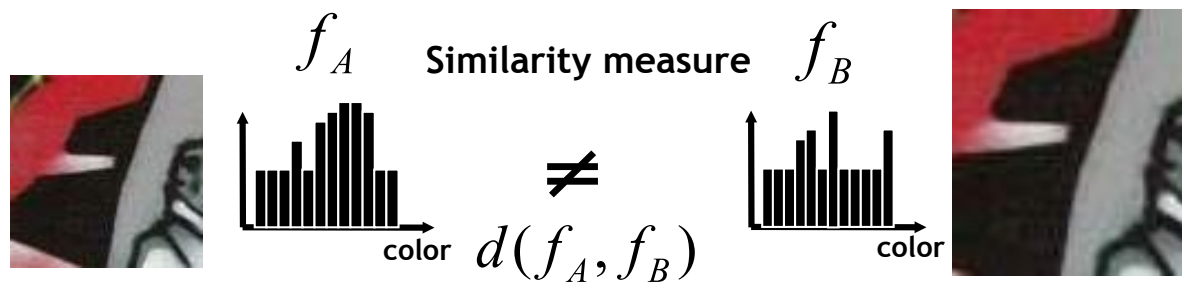 f_A Similarity measure f_B
≠
color color
d(f_A, f_B)